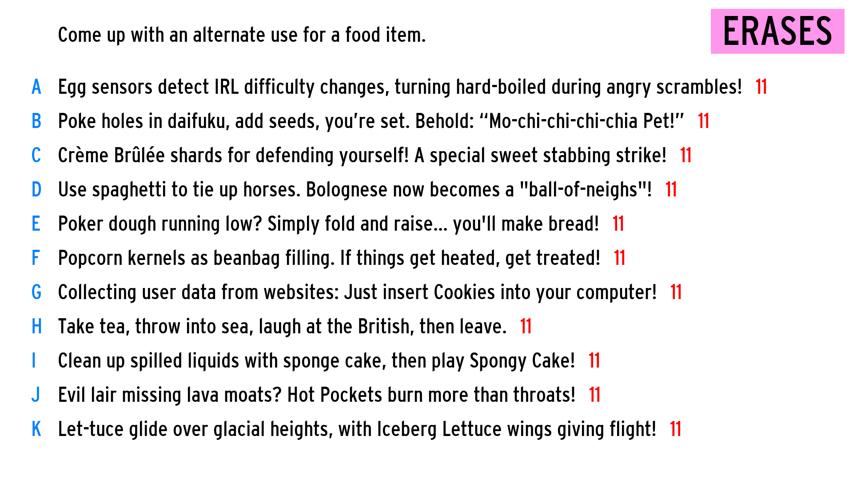 Come up with an alternate use for a food item.
ERASES
A Egg sensors detect IRL difficulty changes, turning hard-boiled during angry scrambles! 11
B Poke holes in daifuku, add seeds, you’re set. Behold: “Mo-chi-chi-chi-chia Pet!” 11
C Crème Brûlée shards for defending yourself! A special sweet stabbing strike! 11
D Use spaghetti to tie up horses. Bolognese now becomes a "ball-of-neighs"! 11
E Poker dough running low? Simply fold and raise... you'll make bread! 11
F Popcorn kernels as beanbag filling. If things get heated, get treated! 11
G Collecting user data from websites: Just insert Cookies into your computer! 11
H Take tea, throw into sea, laugh at the British, then leave. 11
I Clean up spilled liquids with sponge cake, then play Spongy Cake! 11
J Evil lair missing lava moats? Hot Pockets burn more than throats! 11
K Let-tuce glide over glacial heights, with Iceberg Lettuce wings giving flight! 11